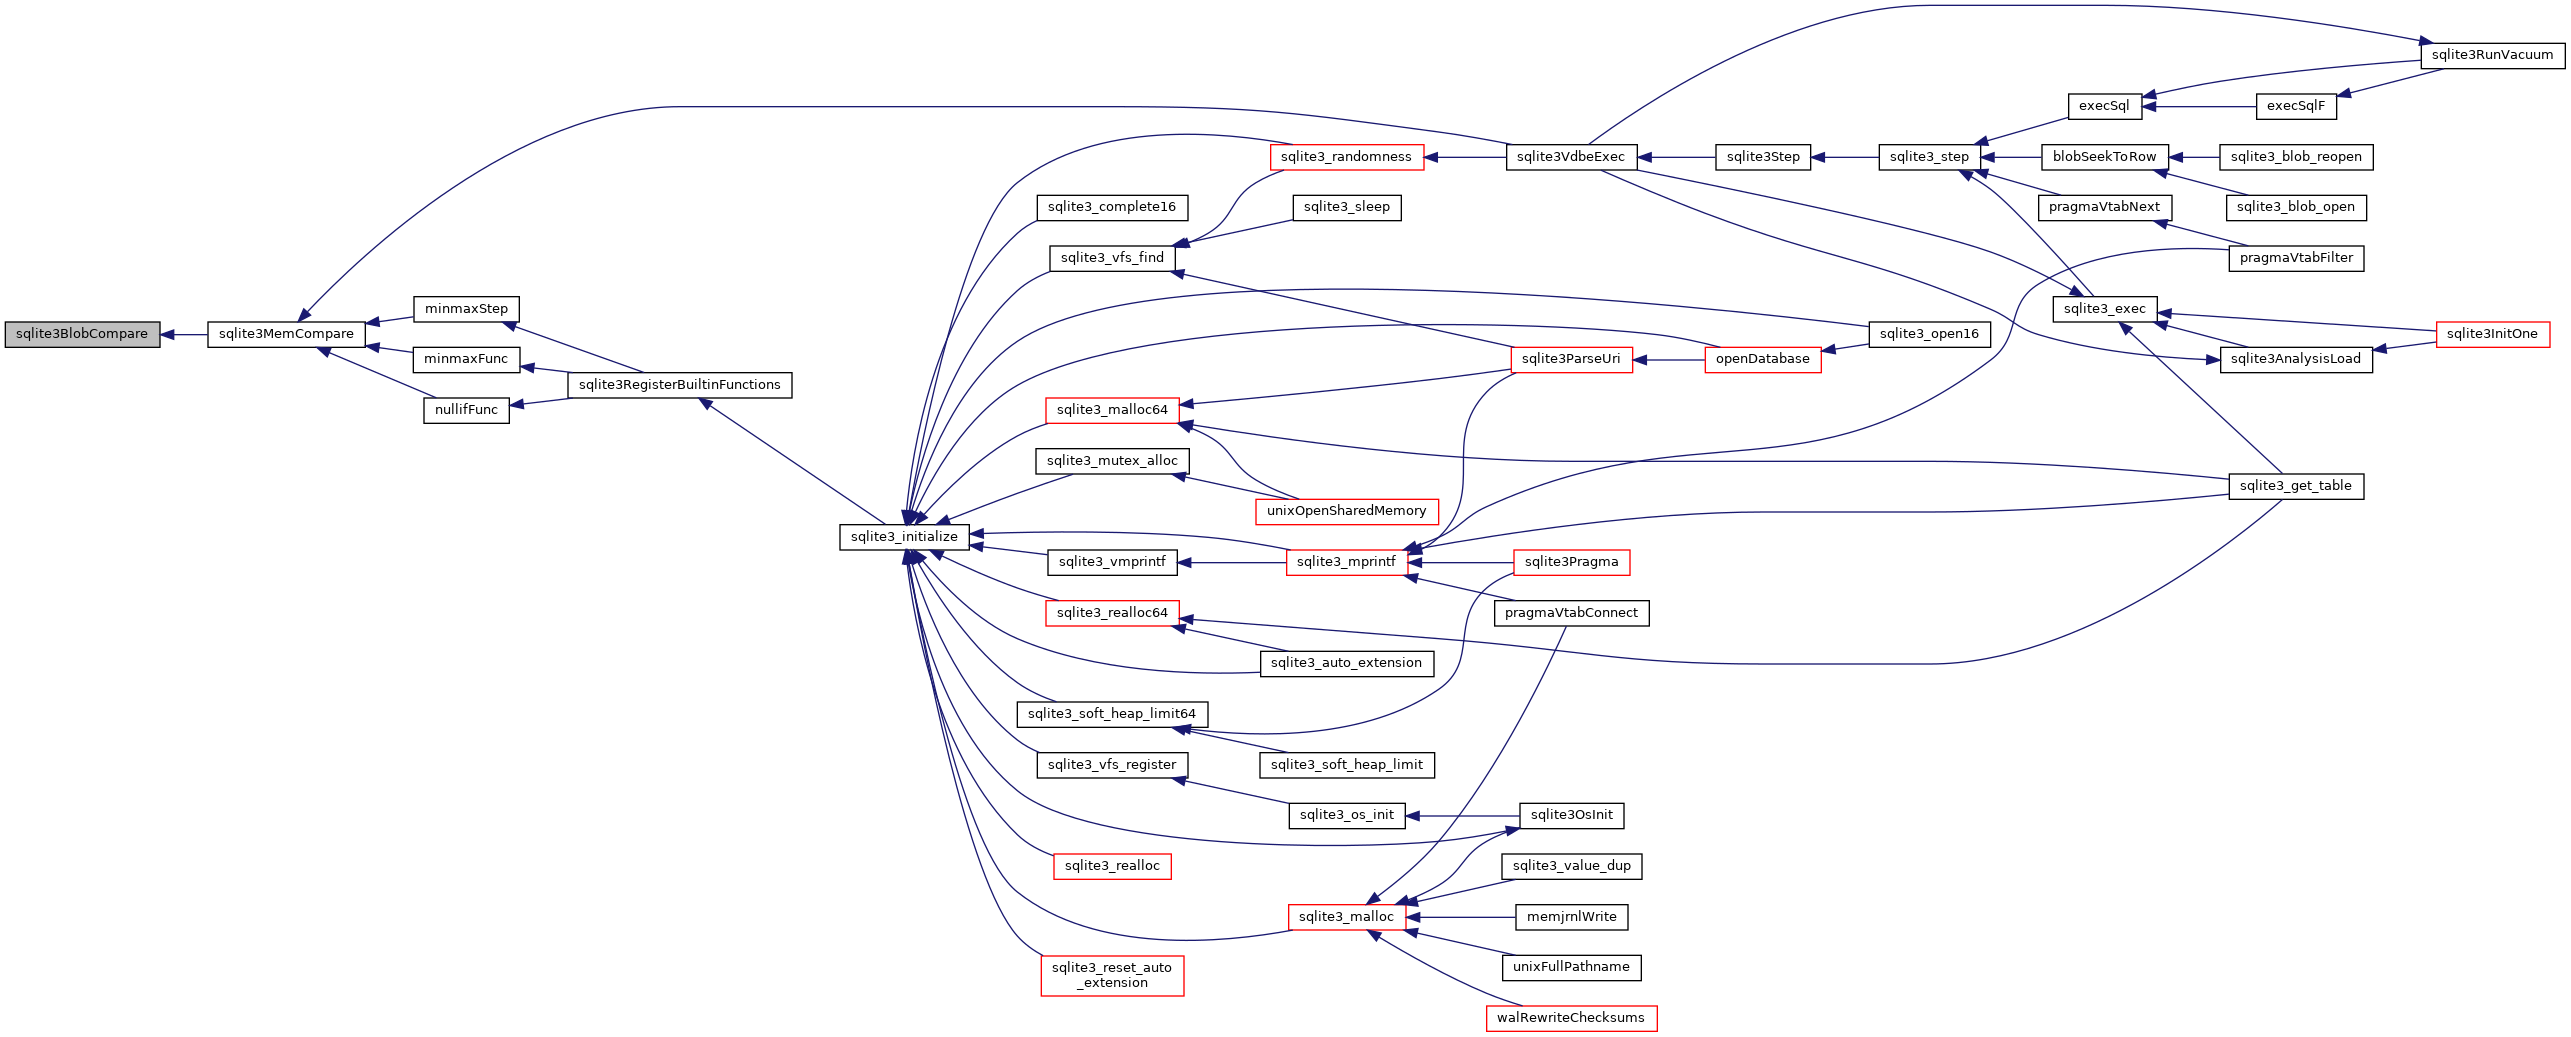 sqlite3BlobCompare
sqlite3MemCompare
minmaxStep
minmaxFunc
nullifFunc
sqlite3RegisterBuiltinFunctions
sqlite3_initialize
sqlite3_complete16
sqlite3_vfs_find
sqlite3_malloc64
sqlite3_mutex_alloc
sqlite3_vmprintf
sqlite3_realloc64
sqlite3_soft_heap_limit64
sqlite3_vfs_register
sqlite3_realloc
sqlite3_reset_auto
_extension
sqlite3_randomness
sqlite3_sleep
unixOpenSharedMemory
sqlite3_mprintf
sqlite3_auto_extension
sqlite3_soft_heap_limit
sqlite3_os_init
sqlite3_malloc
sqlite3VdbeExec
sqlite3ParseUri
sqlite3Pragma
pragmaVtabConnect
sqlite3OsInit
sqlite3_value_dup
memjrnlWrite
unixFullPathname
walRewriteChecksums
sqlite3Step
openDatabase
sqlite3_step
sqlite3_open16
execSql
blobSeekToRow
pragmaVtabNext
sqlite3_exec
execSqlF
sqlite3_blob_reopen
sqlite3_blob_open
pragmaVtabFilter
sqlite3AnalysisLoad
sqlite3_get_table
sqlite3RunVacuum
sqlite3InitOne